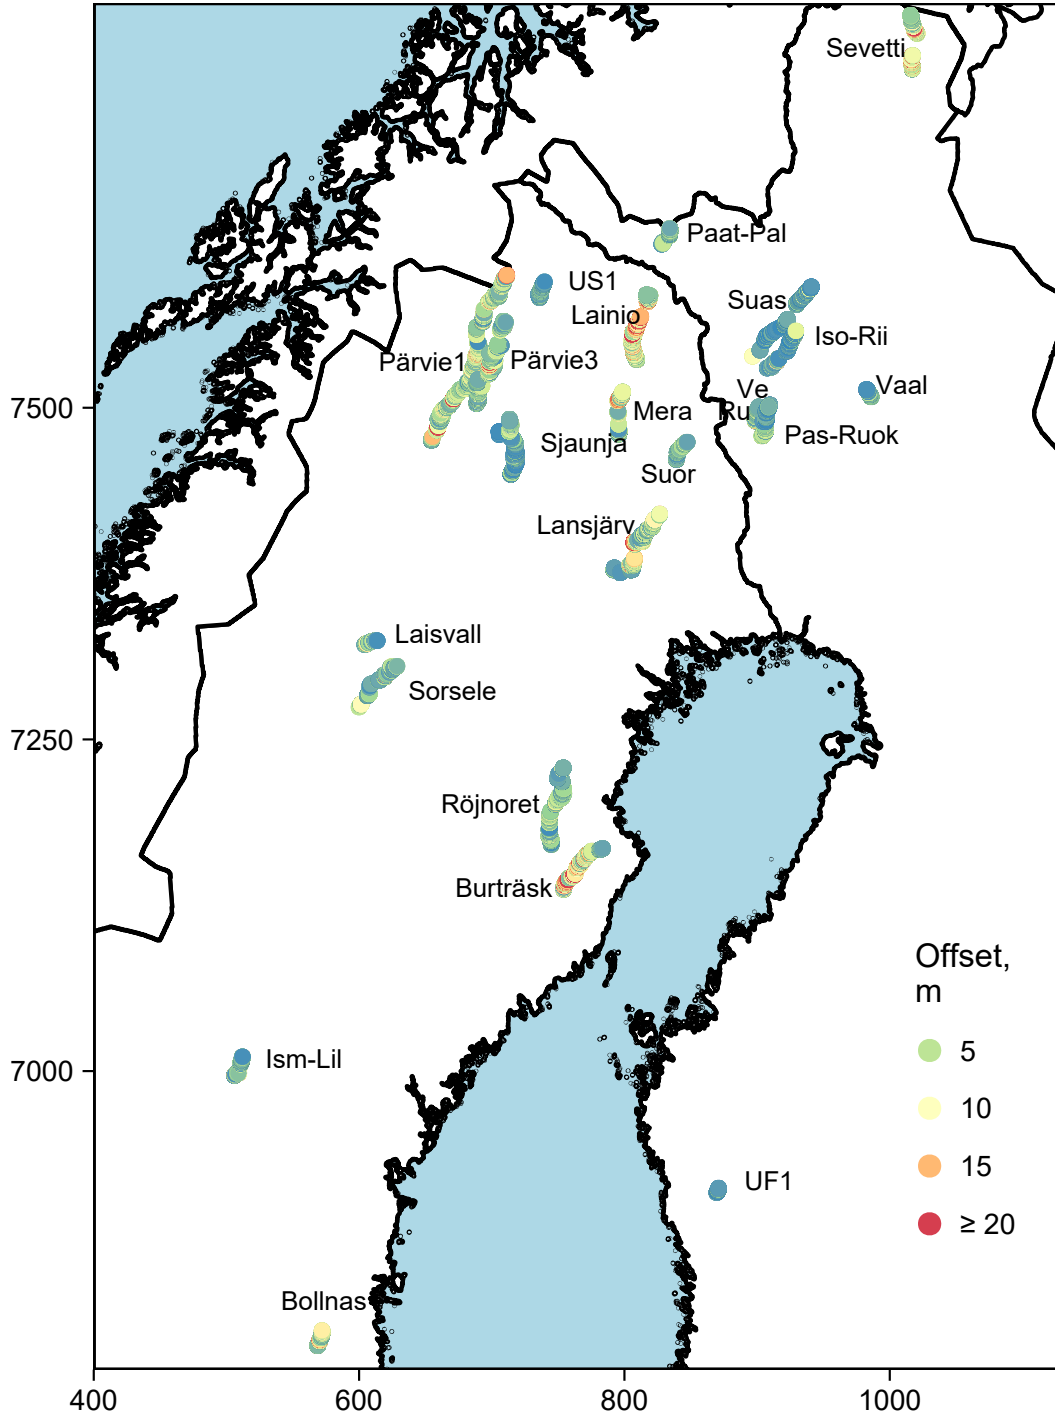 Sevetti
Paat-Pal
US1
Suas
Lainio
Iso-Rii
Pärvie1
Pärvie3
Ve
Vaal
7500
Mera
Ru
Pas-Ruok
Sjaunja
Suor
Lansjärv
Laisvall
Sorsele
7250
Röjnoret
Burträsk
Offset,
m
5
10
15
≥ 20
7000
Ism-Lil
UF1
Bollnas
400
600
800
1000